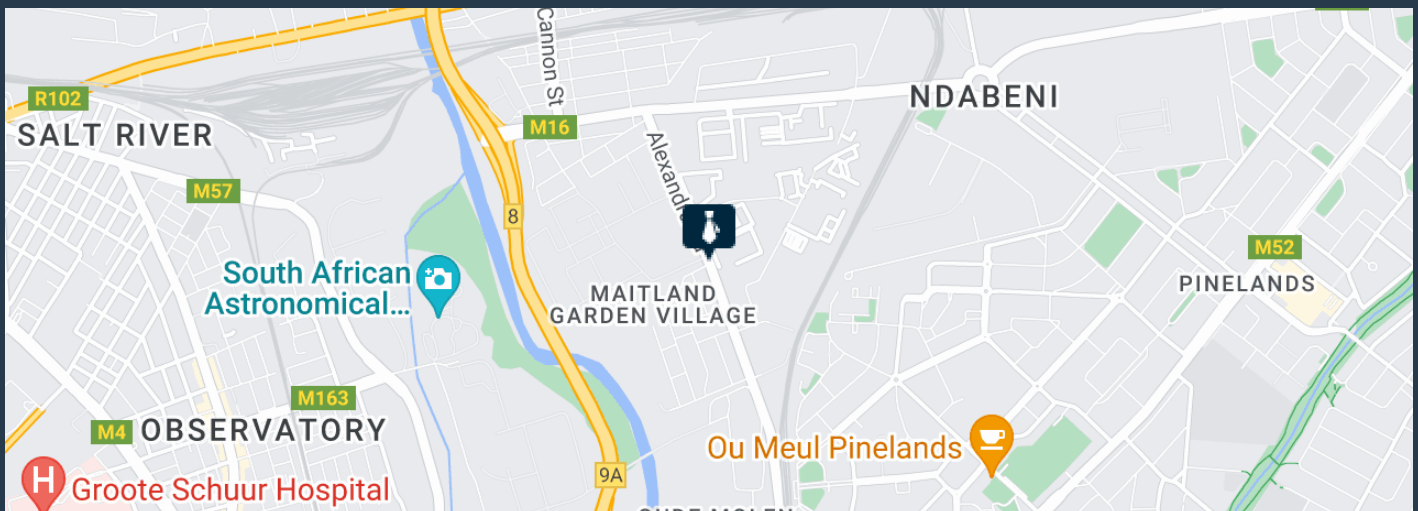 Cannon St
R102
NDABENI
SALT RIVER
M16
M57
8
M52
South African
Astronomical...
PINELANDS
MAITLAND
GARDEN VILLAGE
M163
M4
OBSERVATORY
Ou Meul Pinelands
9A
H
Groote Schuur Hospital